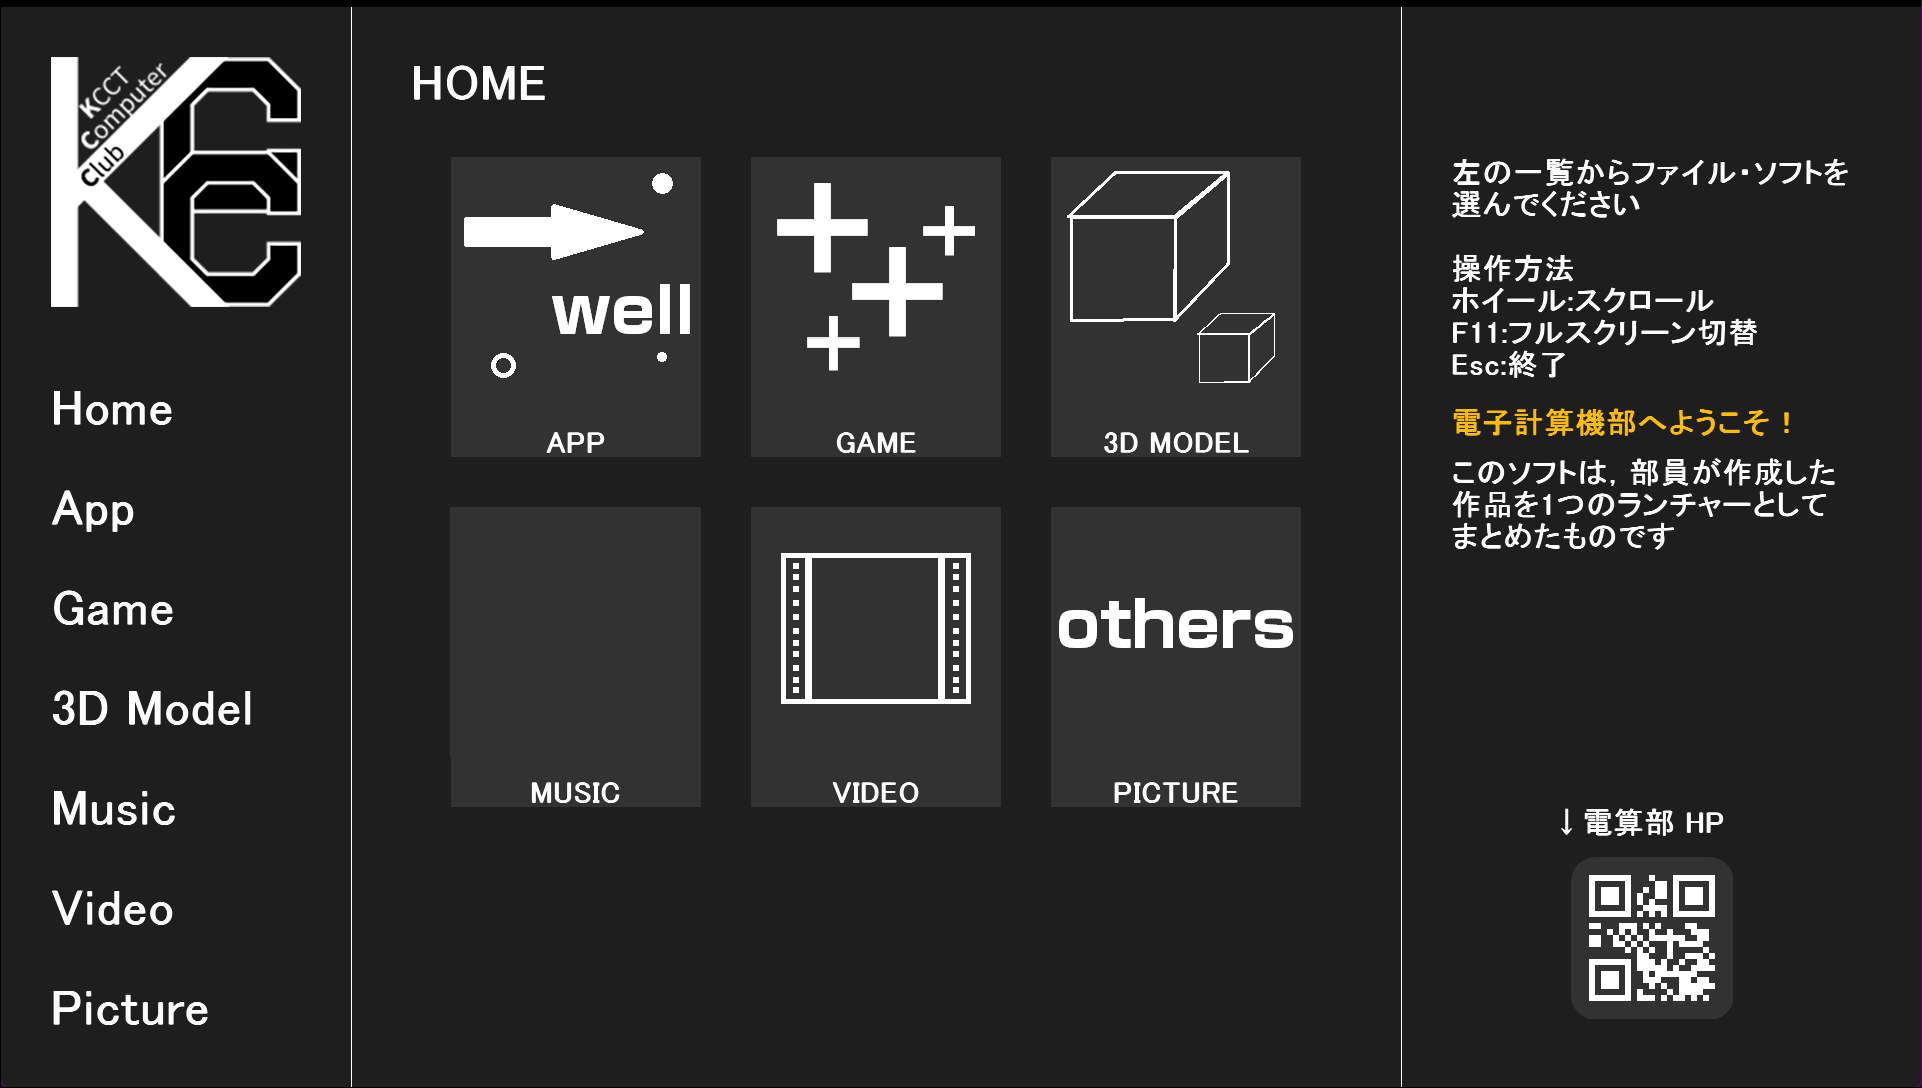 KCCT
Computer
Club
Home
App
Game
3D Model
Music
Video
Picture
HOME
well
APP
GAME
3D MODEL
MUSIC
VIDEO
others
PICTURE
左の一覧からファイル・ソフトを
選んでください
操作方法
ホイール:スクロール
F11:フルスクリーン切替
Esc:終了
電子計算機部へようこそ！
このソフトは，部員が作成した
作品を1つのランチャーとして
まとめたものです
↓電算部 HP